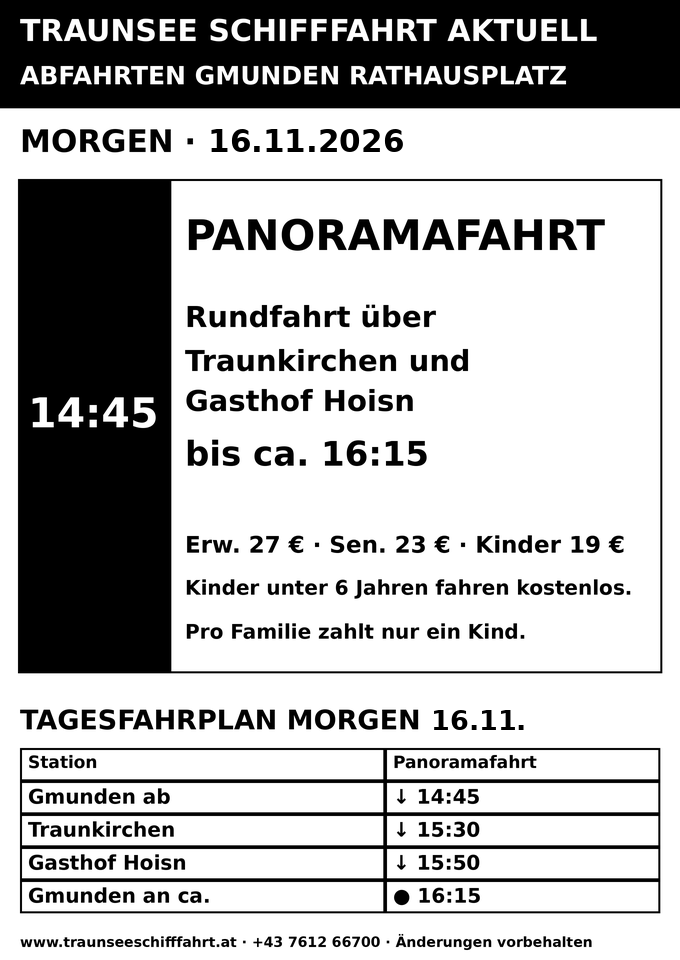 TRAUNSEE SCHIFFFAHRT AKTUELL
ABFAHRTEN GMUNDEN RATHAUSPLATZ
MORGEN · 16.11.2026
14:45
PANORAMAFAHRT
Rundfahrt über
Traunkirchen und
Gasthof Hoisn
bis ca. 16:15
Erw. 27 € · Sen. 23 € · Kinder 19 €
Kinder unter 6 Jahren fahren kostenlos.
Pro Familie zahlt nur ein Kind.
TAGESFAHRPLAN MORGEN 16.11.
Station Panoramafahrt
Gmunden ab ↓ 14:45
Traunkirchen ↓ 15:30
Gasthof Hoisn ↓ 15:50
Gmunden an ca. ● 16:15
www.traunseeschifffahrt.at · +43 7612 66700 · Änderungen vorbehalten